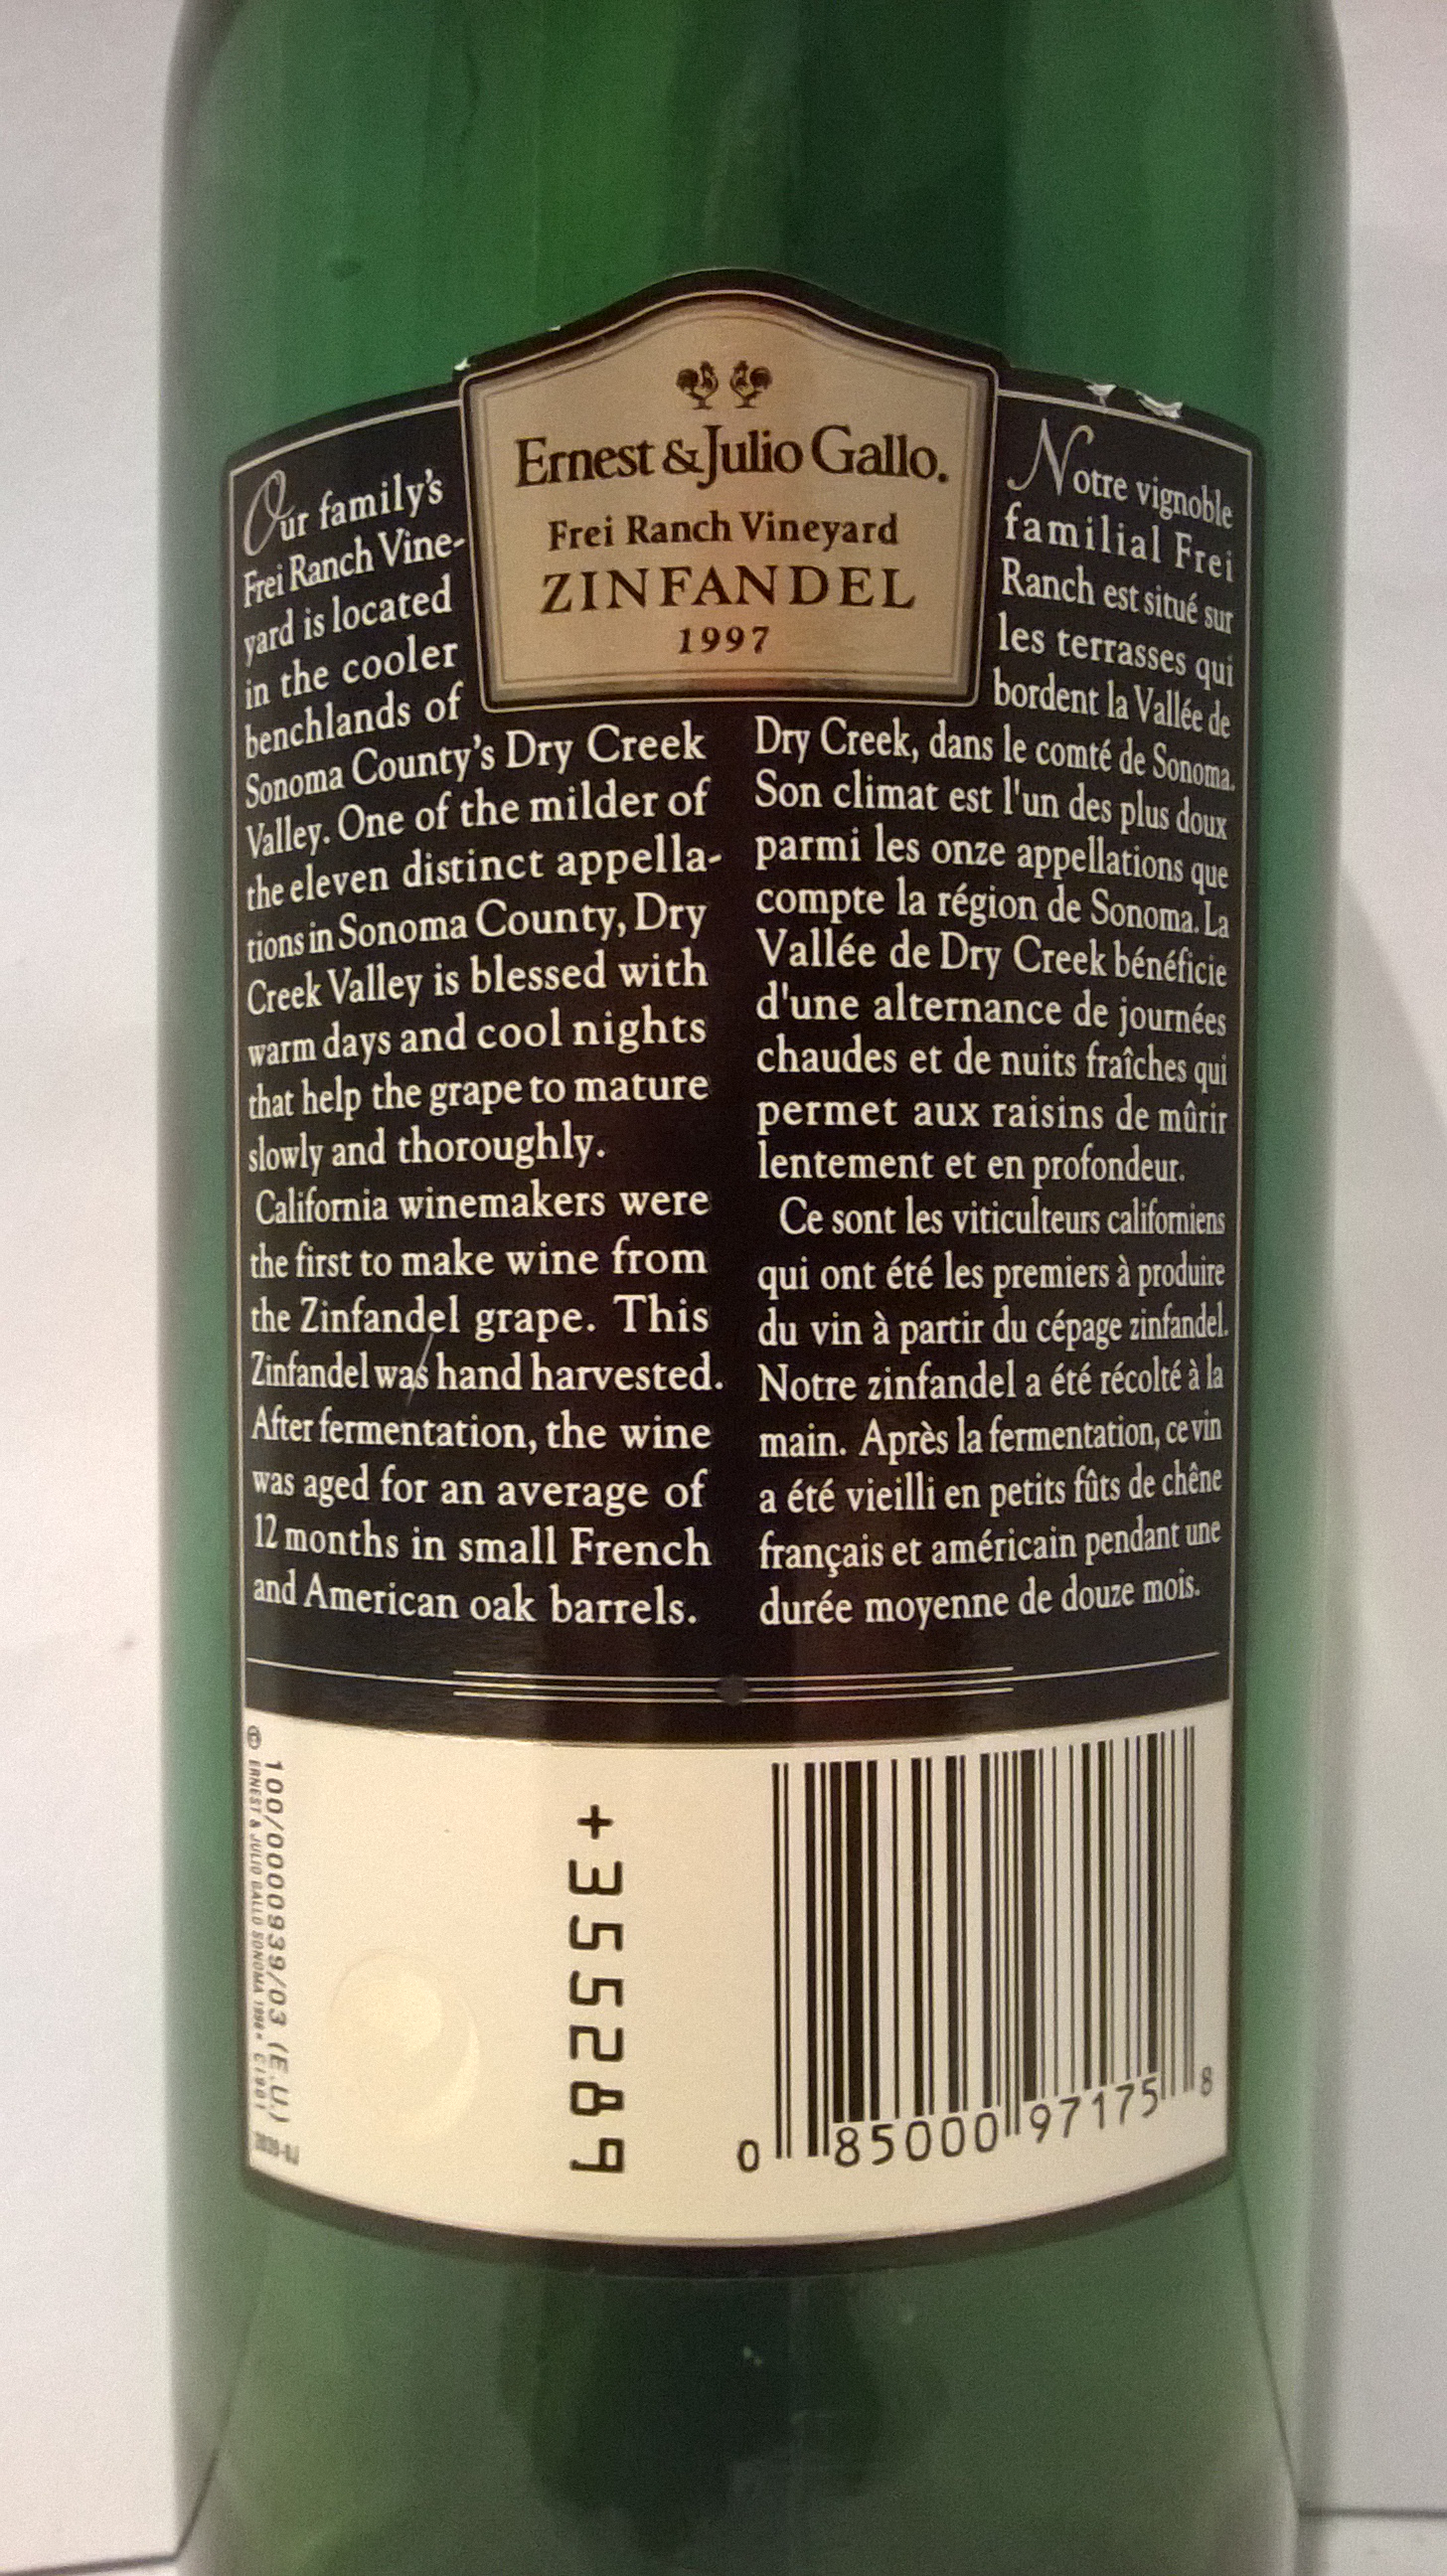 Ernest & Julio Gallo.
Frei Ranch Vineyard
ZINFANDEL
1997
Our family's
Frei Ranch Vine-
yard is located
in the cooler
benchlands of
Sonoma County's Dry Creek
Valley. One of the milder of
the eleven distinct appella-
tions in Sonoma County, Dry
Creek Valley is blessed with
warm days and cool nights
that help the grape to mature
slowly and thoroughly.
California winemakers were
the first to make wine from
the Zinfandel grape. This
Zinfandel was hand harvested.
After fermentation, the wine
was aged for an average of
12 months in small French
and American oak barrels.
Notre vignoble
familial Frei
Ranch est situé sur
les terrasses qui
bordent la Vallée de
Dry Creek, dans le comté de Sonoma.
Son climat est l'un des plus doux
parmi les onze appellations que
compte la région de Sonoma. La
Vallée de Dry Creek bénéficie
d'une alternance de journées
chaudes et de nuits fraîches qui
permet aux raisins de mûrir
lentement et en profondeur.
Ce sont les viticulteurs californiens
qui ont été les premiers à produire
du vin à partir du cépage zinfandel.
Notre zinfandel a été récolté à la
main. Après la fermentation, ce vin
a été vieilli en petits fûts de chêne
français et américain pendant une
durée moyenne de douze mois.
100/0000939/03 (E.U.)
ERNEST & JULIO GALLO SONOMA
+355289
0 85000 97175 8